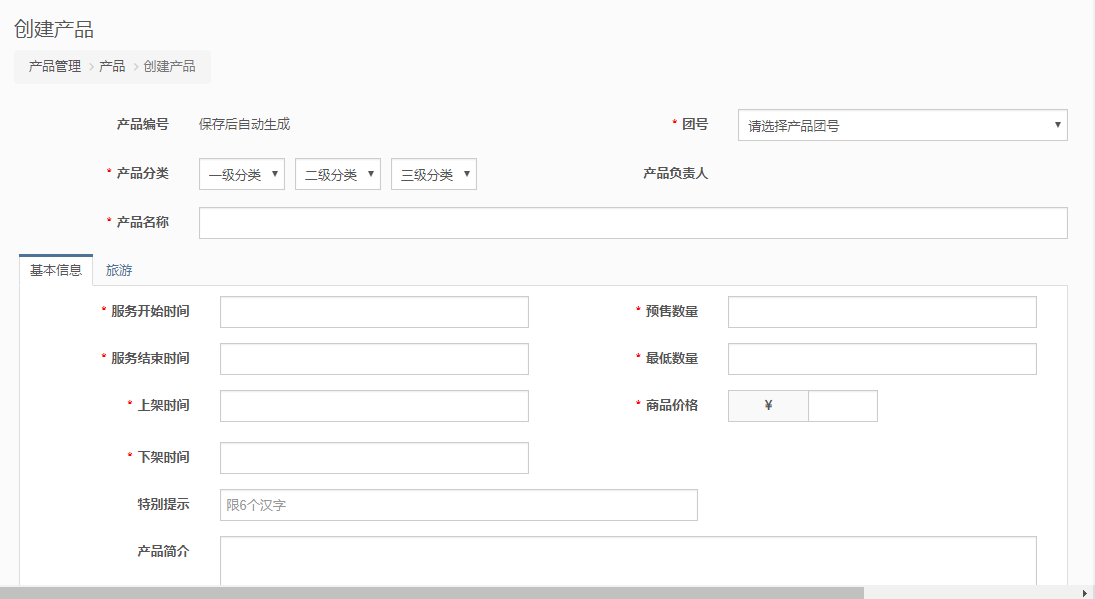 创建产品
产品管理 > 产品 > 创建产品
产品编号 保存后自动生成 * 团号 请选择产品团号
* 产品分类 一级分类 二级分类 三级分类 产品负责人
* 产品名称
基本信息 旅游
* 服务开始时间 * 预售数量
* 服务结束时间 * 最低数量
* 上架时间 * 商品价格 ¥
* 下架时间
特别提示 限6个汉字
产品简介